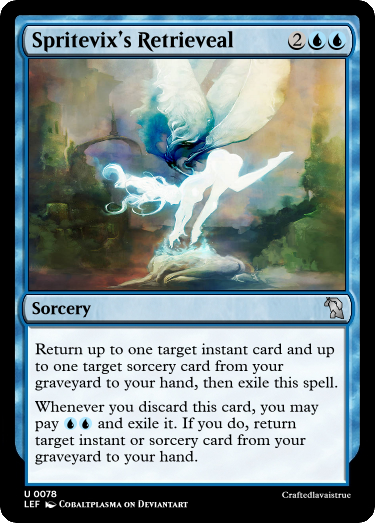 Spritevix's Retrieveal 2
Sorcery
Return up to one target instant card and up
to one target sorcery card from your
graveyard to your hand, then exile this spell.
Whenever you discard this card, you may
pay and exile it. If you do, return
target instant or sorcery card from your
graveyard to your hand.
U 0078
LEF Cobaltplasma on Deviantart
Craftedlavaistrue